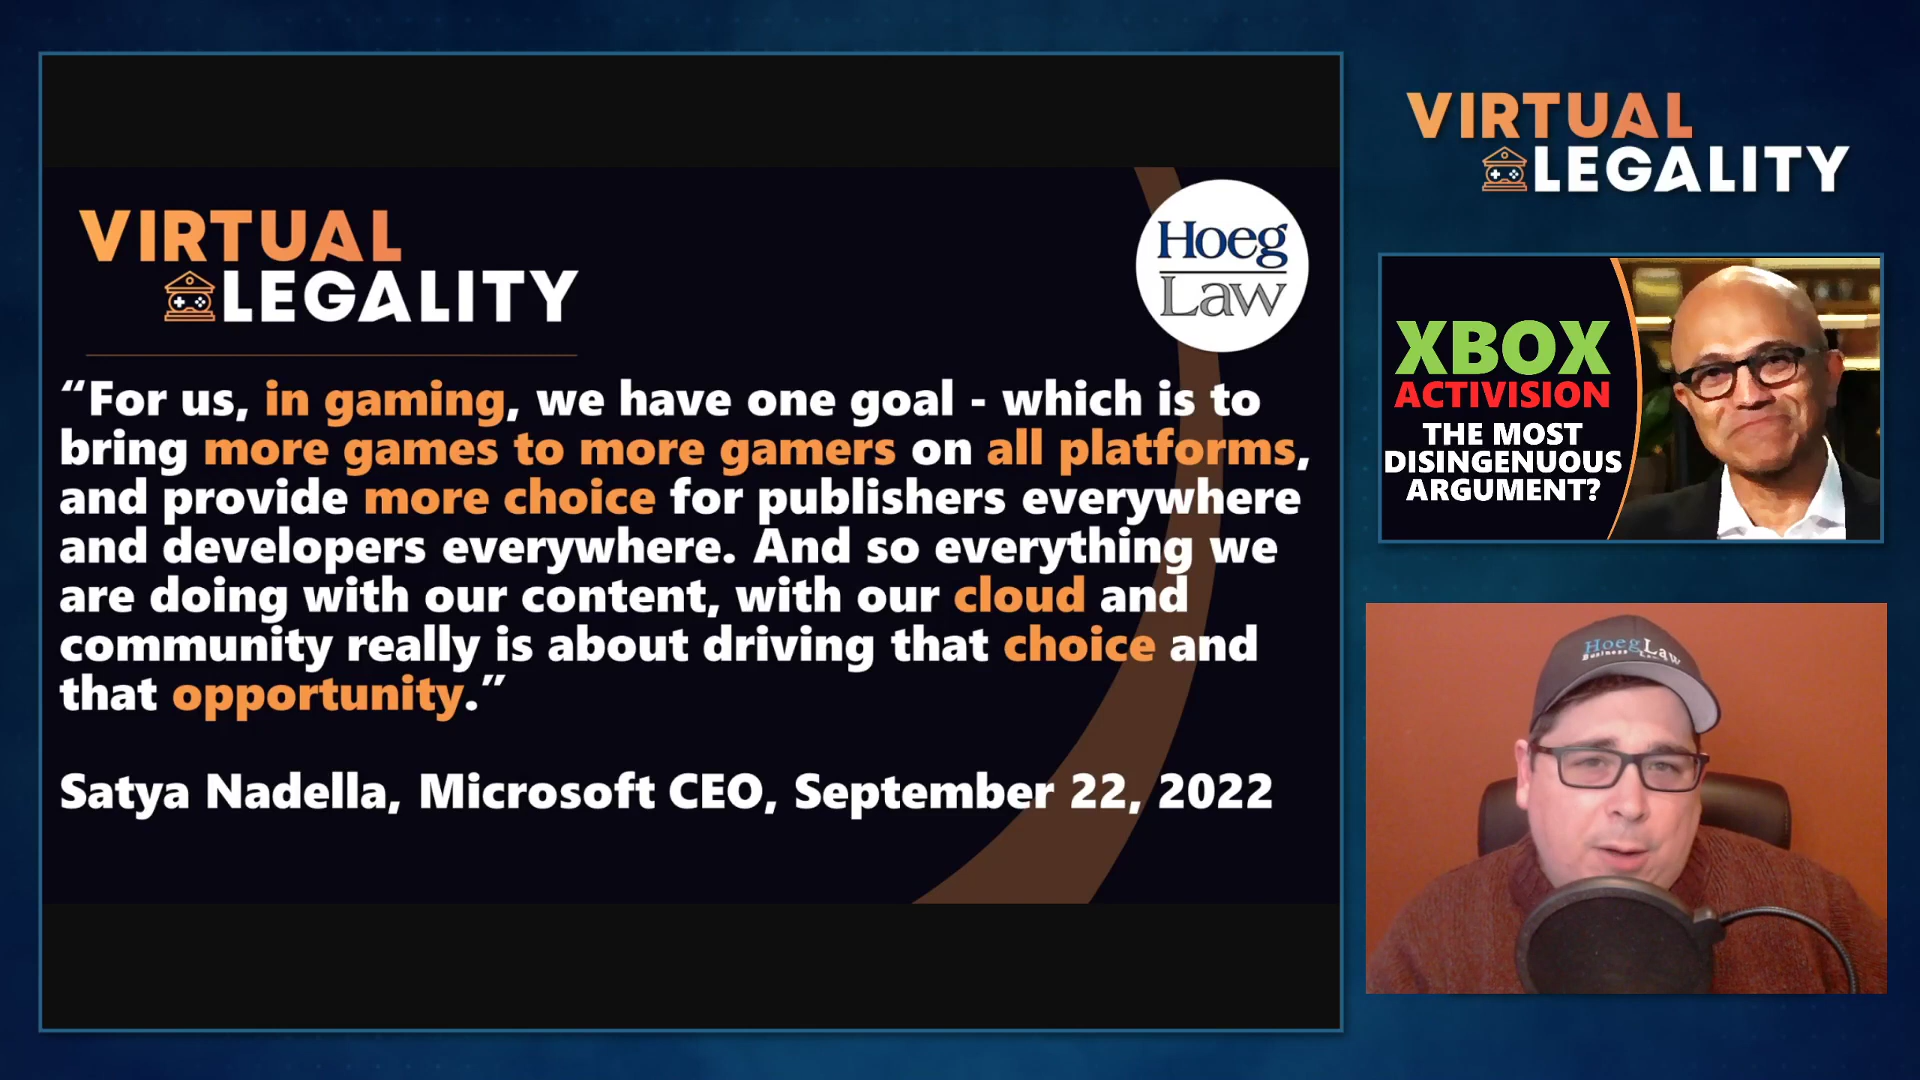 VIRTUAL
LEGALITY
Hoeg
Law
“For us, in gaming, we have one goal - which is to
bring more games to more gamers on all platforms,
and provide more choice for publishers everywhere
and developers everywhere. And so everything we
are doing with our content, with our cloud and
community really is about driving that choice and
that opportunity.”
Satya Nadella, Microsoft CEO, September 22, 2022
VIRTUAL
LEGALITY
XBOX
ACTIVISION
THE MOST
DISINGENUOUS
ARGUMENT?
HoegLaw
Business Law